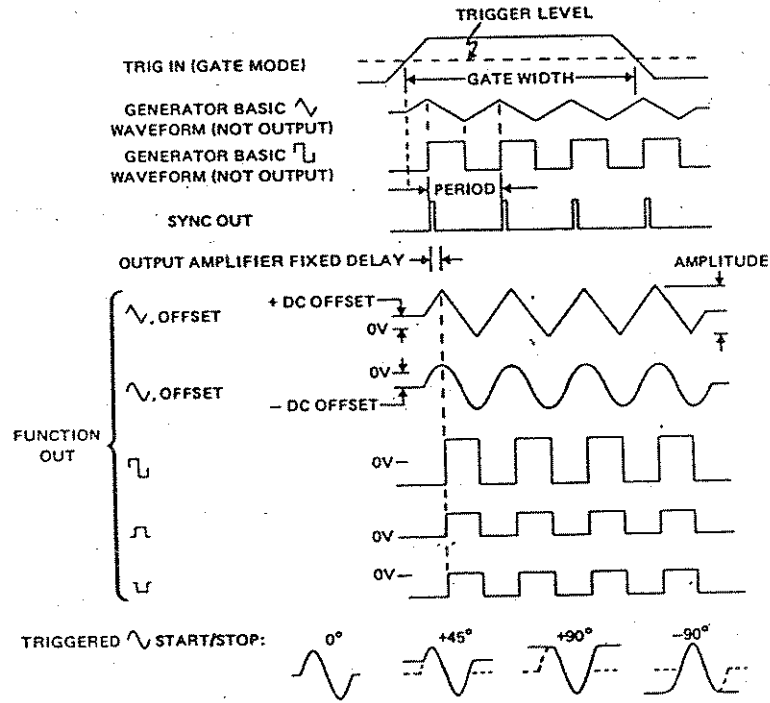 TRIGGER LEVEL
TRIG IN (GATE MODE)
GATE WIDTH
GENERATOR BASIC
WAVEFORM (NOT OUTPUT)
GENERATOR BASIC
WAVEFORM (NOT OUTPUT)
PERIOD
SYNC OUT
OUTPUT AMPLIFIER FIXED DELAY
AMPLITUDE
+ DC OFFSET
, OFFSET
0V
0V
, OFFSET
– DC OFFSET
FUNCTION
OUT
0V
0V
0V
TRIGGERED START/STOP:
0°
+45°
+90°
–90°